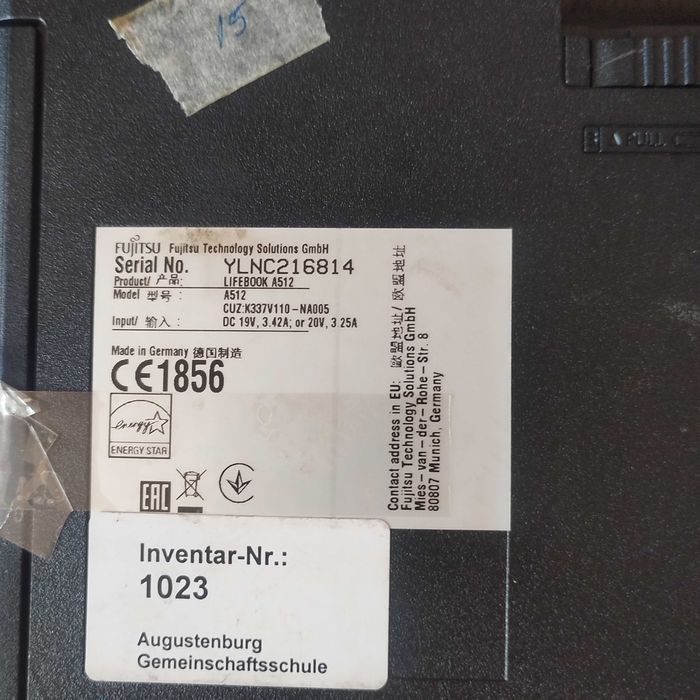 15
PULL
FUJITSU Fujitsu Technology Solutions GmbH
Serial No. YLNC216814
Product/ 产品: LIFEBOOK A512
Model 型号: A512
CUZ:K337V110-NA005
Input/ 输入: DC 19V, 3.42A; or 20V, 3.25A
Made in Germany 德国制造
CE1856
energy
ENERGY STAR
EAC
Contact address in EU: 歐盟地址/ 欧盟地址
Fujitsu Technology Solutions GmbH
Mies-van-der-Rohe-Str. 8
80807 Munich, Germany
Inventar-Nr.:
1023
Augustenburg
Gemeinschaftsschule